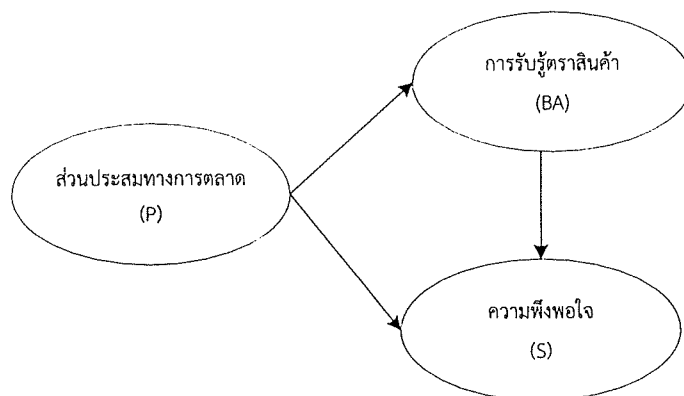 การรับรู้ตราสินค้า
(BA)
ส่วนประสมทางการตลาด
(P)
ความพึงพอใจ
(S)